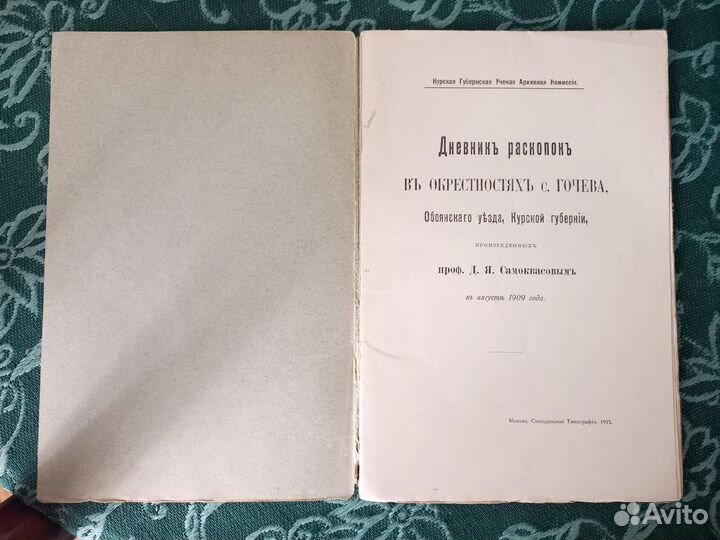 Курская Губернская Ученая Архивная Комиссія.
Дневникъ раскопокъ
ВЪ ОКРЕСТНОСТЯХЪ с. ГОЧЕВА,
Обоянскаго уѣзда, Курской губерніи,
ПРОИЗВЕДЕННЫХЪ
проф. Д. Я. Самоквасовымъ
въ августѣ 1909 года.
Москва. Синодальная Типографія. 1915.
Avito